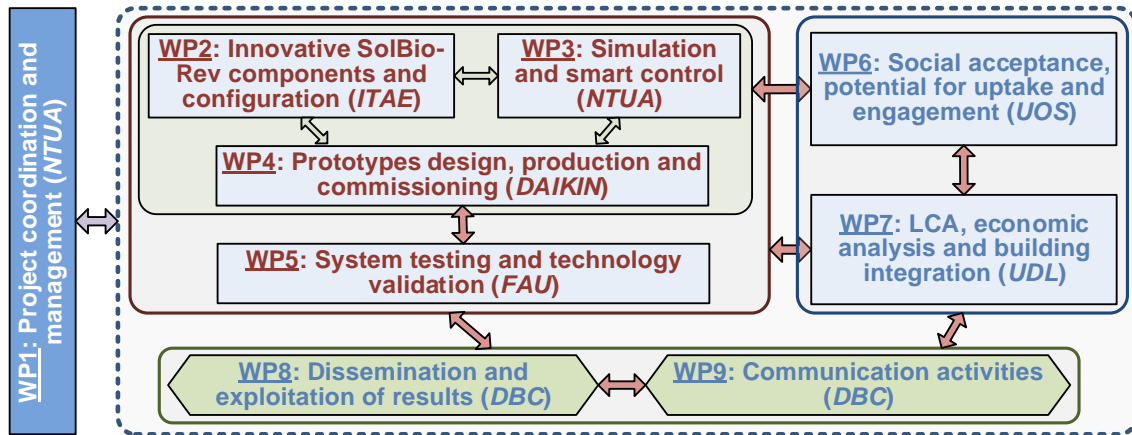 WP1: Project coordination and
management (NTUA)
WP2: Innovative SolBio-
Rev components and
configuration (ITAE)
WP3: Simulation
and smart control
(NTUA)
WP4: Prototypes design, production and
commissioning (DAIKIN)
WP5: System testing and technology
validation (FAU)
WP6: Social acceptance,
potential for uptake and
engagement (UOS)
WP7: LCA, economic
analysis and building
integration (UDL)
WP8: Dissemination and
exploitation of results (DBC)
WP9: Communication activities
(DBC)